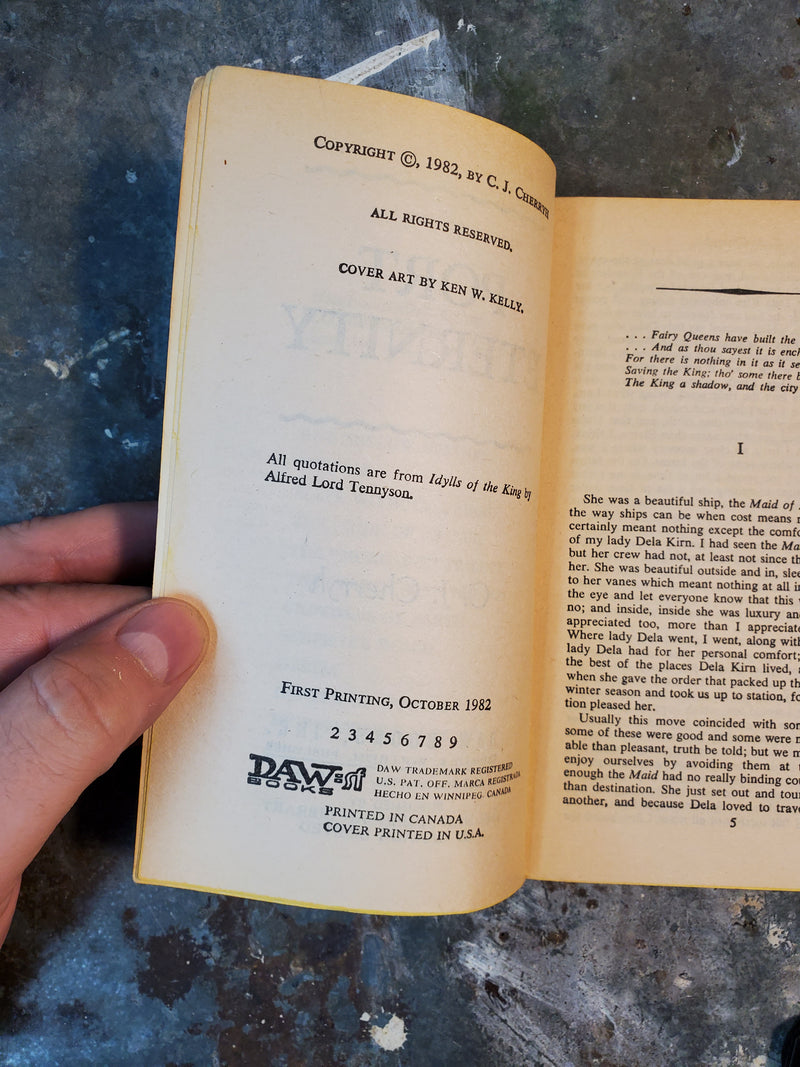 COPYRIGHT ©, 1982, BY C. J. CHERRYH
ALL RIGHTS RESERVED.
COVER ART BY KEN W. KELLY.
All quotations are from Idylls of the King by
Alfred Lord Tennyson.
FIRST PRINTING, OCTOBER 1982
2 3 4 5 6 7 8 9
DAW sf
BOOKS
DAW TRADEMARK REGISTERED
U.S. PAT. OFF. MARCA REGISTRADA.
HECHO EN WINNIPEG. CANADA
PRINTED IN CANADA
COVER PRINTED IN U.S.A.
. . . Fairy Queens have built the
. . . And as thou sayest it is
For there is nothing in it as it
Saving the King; tho' some there
The King a shadow, and the city
I
She was a beautiful ship, the Maid of
the way ships can be when cost means
certainly meant nothing except the
of my lady Dela Kirn. I had seen the
but her crew had not, at least not since
her. She was beautiful outside and in,
to her vanes which meant nothing at all
the eye and let everyone know that this
no; and inside, inside she was luxury
appreciated too, more than I
Where lady Dela went, I went, along
lady Dela had for her personal comfort;
the best of the places Dela Kirn lived,
when she gave the order that packed up
winter season and took us up to station,
tion pleased her.
Usually this move coincided with
some of these were good and some were
able than pleasant, truth be told; but we
enjoy ourselves by avoiding them at
enough the Maid had no really binding
than destination. She just set out and
another, and because Dela loved to
5